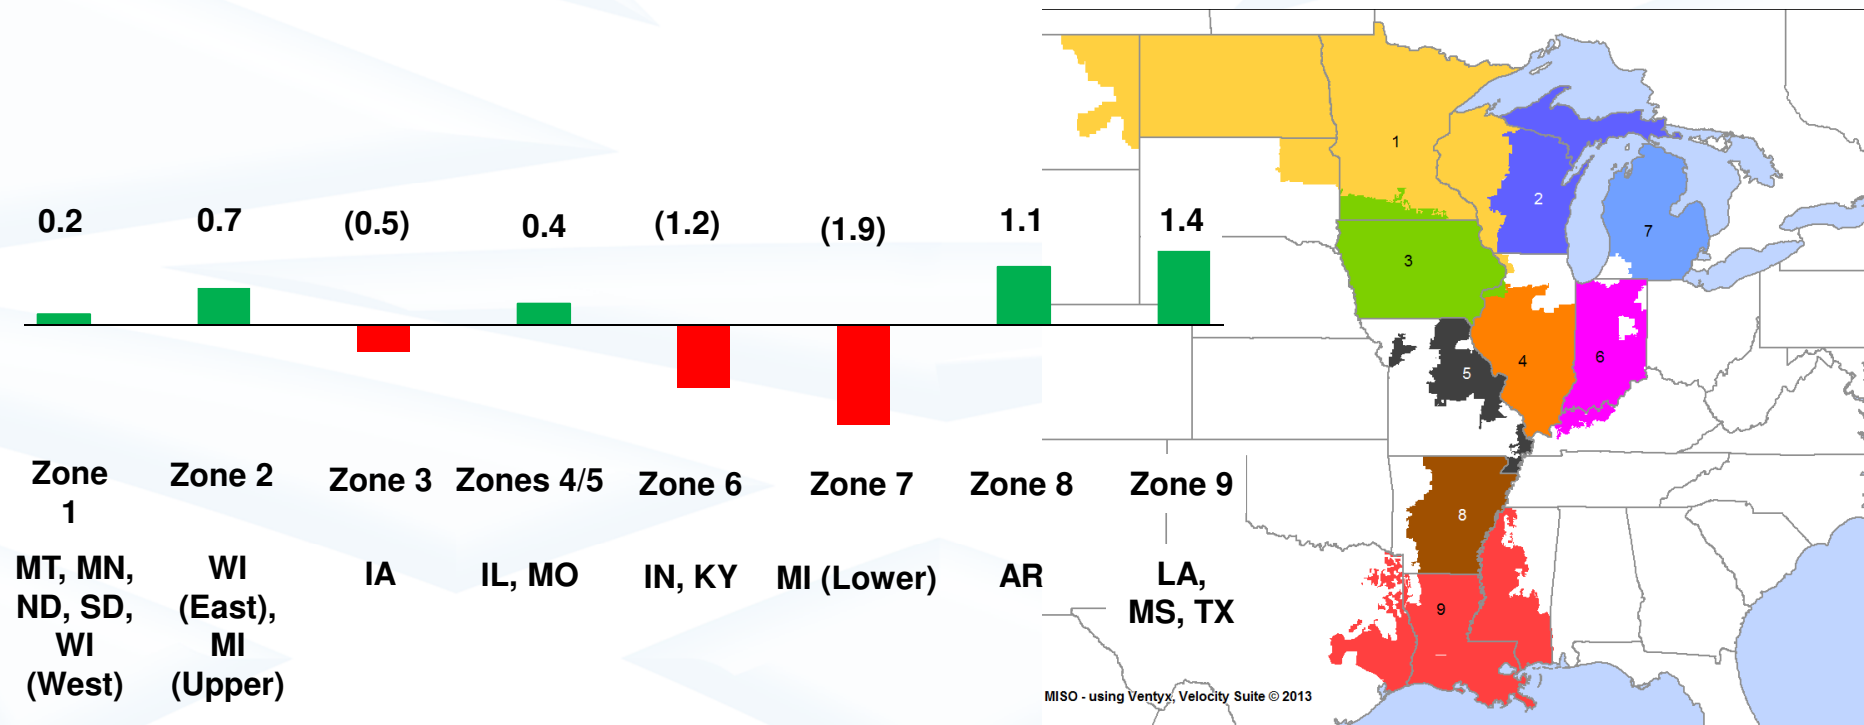 0.2
0.7
(0.5)
0.4
(1.2)
(1.9)
1.1
1.4
Zone
1
Zone 2
Zone 3
Zones 4/5
Zone 6
Zone 7
Zone 8
Zone 9
MT, MN,
ND, SD,
WI
(West)
WI
(East),
MI
(Upper)
IA
IL, MO
IN, KY
MI (Lower)
AR
LA,
MS, TX
1
2
3
4
5
6
7
8
9
MISO - using Ventyx, Velocity Suite © 2013